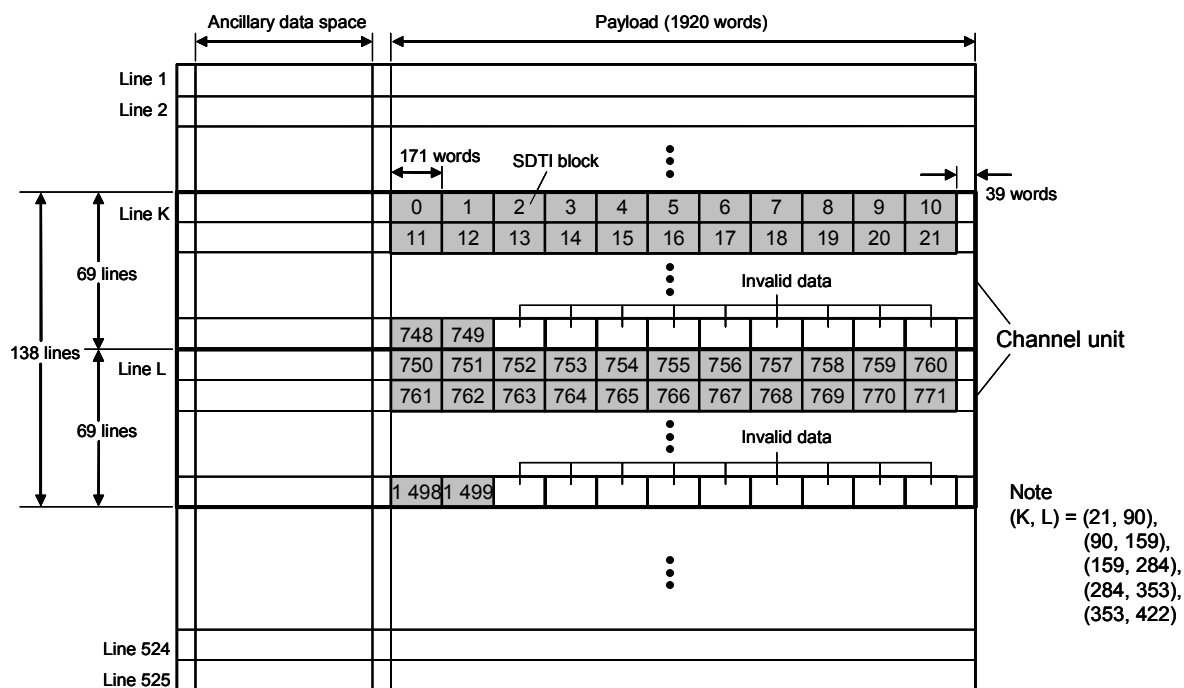 Ancillary data space Payload (1920 words)
Line 1
Line 2
171 words SDTI block
39 words
Line K 0 1 2 3 4 5 6 7 8 9 10
11 12 13 14 15 16 17 18 19 20 21
69 lines
Invalid data
748 749
Channel unit
138 lines
Line L 750 751 752 753 754 755 756 757 758 759 760
761 762 763 764 765 766 767 768 769 770 771
69 lines
Invalid data
1 498 1 499
Note
(K, L) = (21, 90),
(90, 159),
(159, 284),
(284, 353),
(353, 422)
Line 524
Line 525